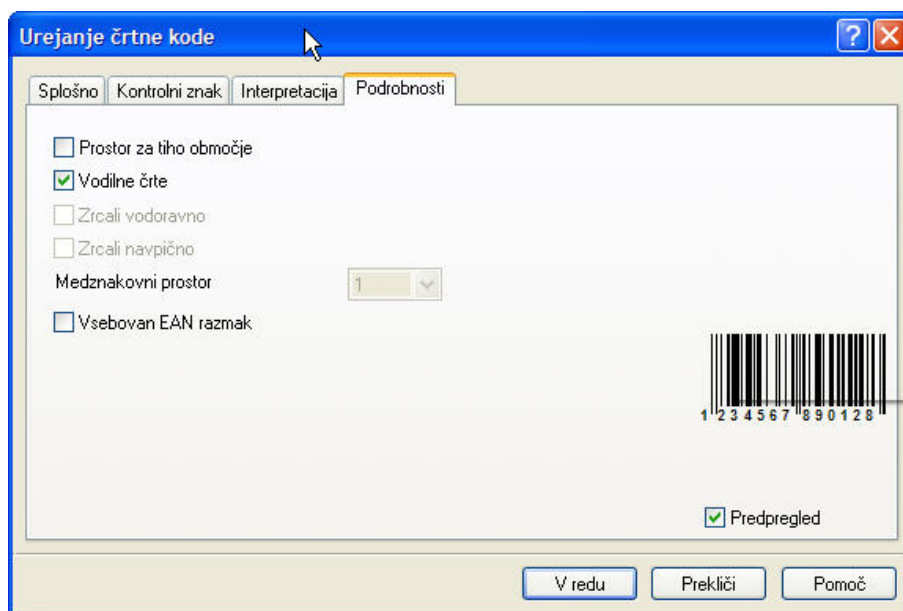 Urejanje črtne kode
Splošno Kontrolni znak Interpretacija Podrobnosti
Prostor za tiho območje
Vodilne črte
Zrcali vodoravno
Zrcali navpično
Medznakovni prostor 1
Vsebovan EAN razmak
1 234567 890128
Predpregled
V redu Prekliči Pomoč